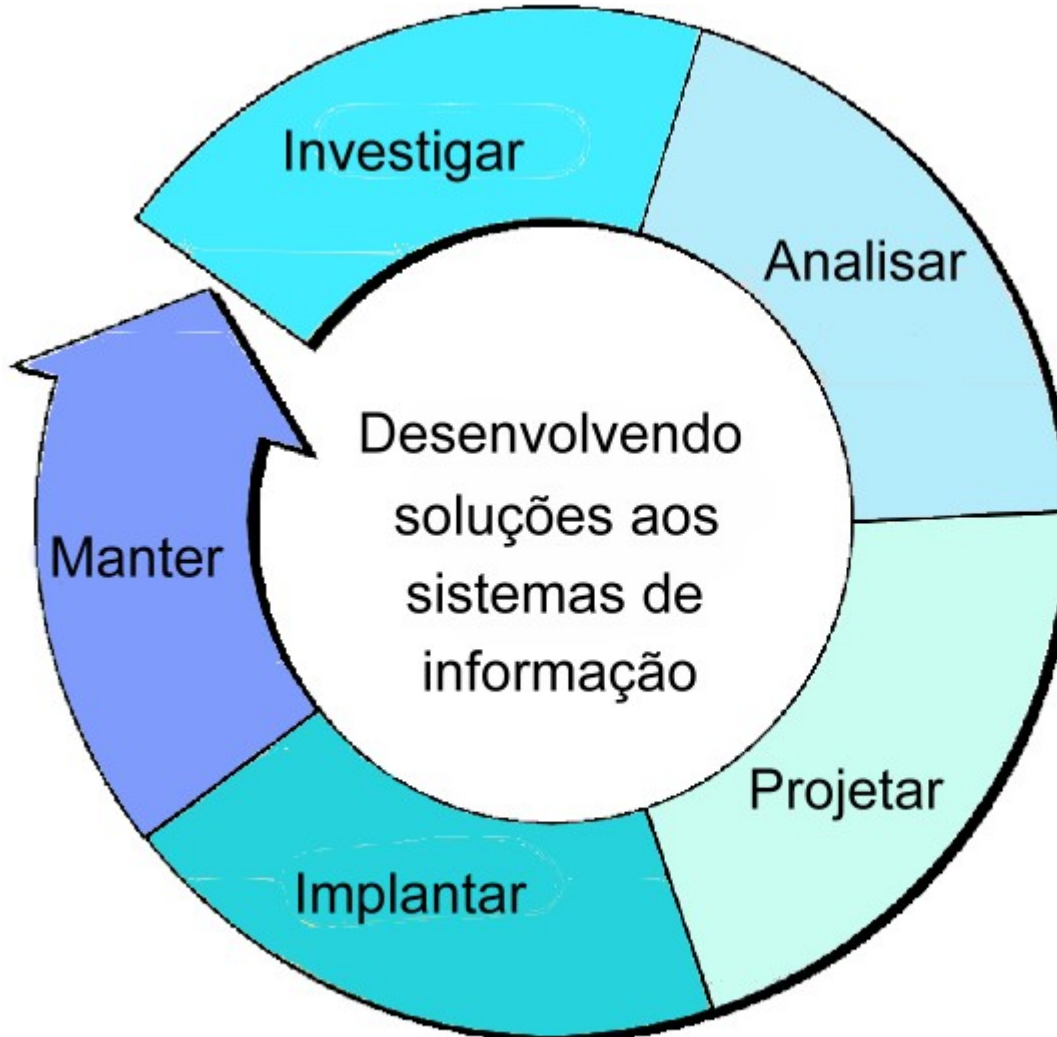 Investigar
Analisar
Desenvolvendo
soluções aos
sistemas de
informação
Manter
Projetar
Implantar